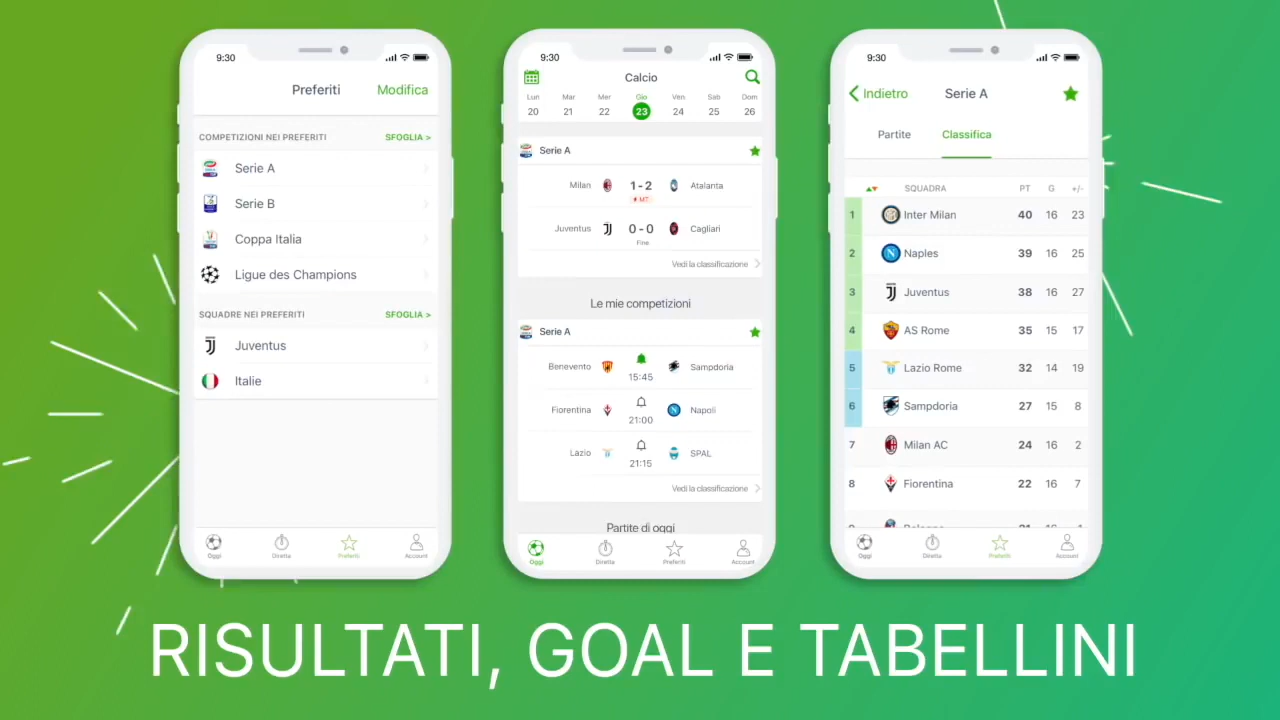 9:30
Preferiti Modifica
COMPETIZIONI NEI PREFERITI SFOGLIA >
Serie A
Serie B
Coppa Italia
Ligue des Champions
SQUADRE NEI PREFERITI SFOGLIA >
Juventus
Italie
Oggi Diretta Preferiti Account
9:30
Calcio
Lun Mar Mer Gio Ven Sab Dom
20 21 22 23 24 25 26
Serie A
Milan 1-2 Atalanta
MT
Juventus 0-0 Cagliari
Fine
Vedi la classificazione
Le mie competizioni
Serie A
Benevento 15:45 Sampdoria
Fiorentina 21:00 Napoli
Lazio 21:15 SPAL
Vedi la classificazione
Partite di oggi
Oggi Diretta Preferiti Account
9:30
Indietro Serie A
Partite Classifica
SQUADRA PT G +/-
1 Inter Milan 40 16 23
2 Naples 39 16 25
3 Juventus 38 16 27
4 AS Rome 35 15 17
5 Lazio Rome 32 14 19
6 Sampdoria 27 15 8
7 Milan AC 24 16 2
8 Fiorentina 22 16 7
9 Bologne 21 16
Oggi Diretta Preferiti Account
RISULTATI, GOAL E TABELLINI